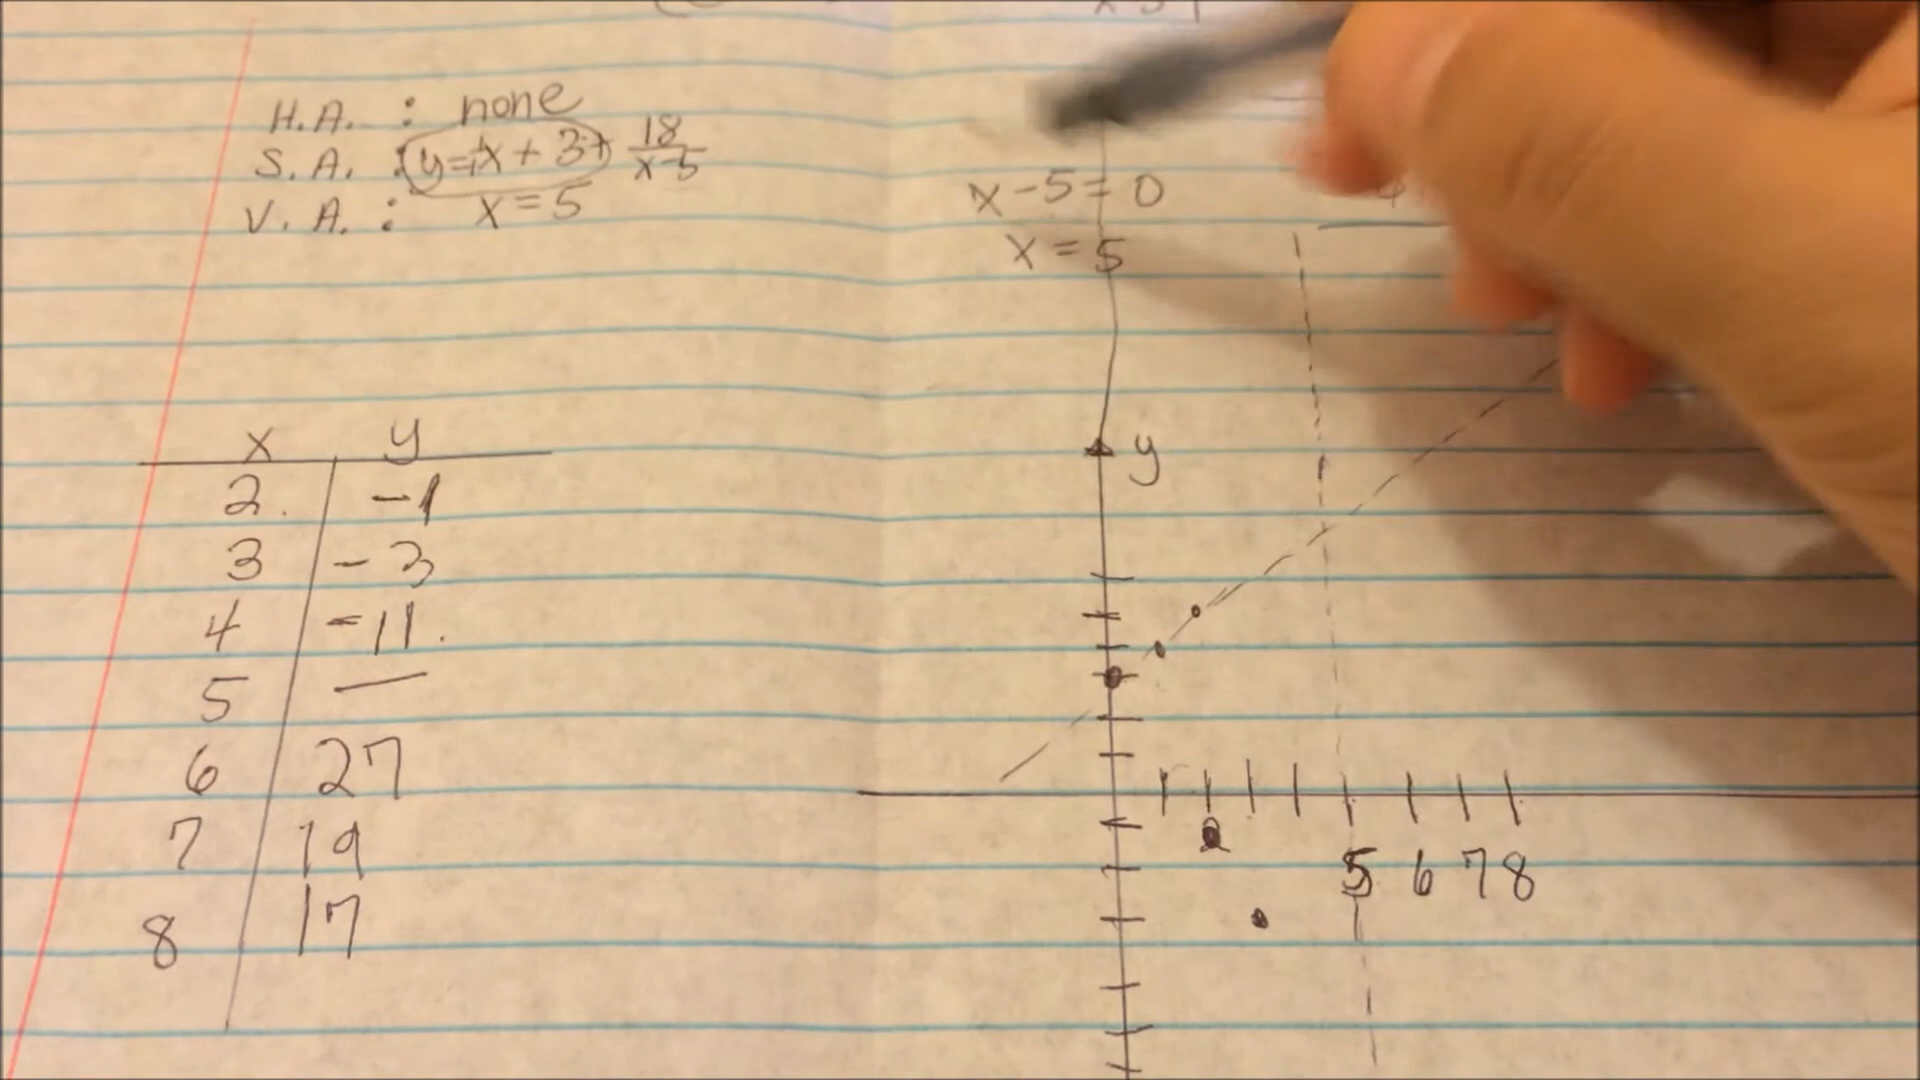 H.A. : none
S.A. : y = x + 3 + 18/x-5
V.A. : x = 5
x - 5 = 0
x = 5
x y
2 -1
3 -3
4 -11
5 —
6 27
7 19
8 17
y
5 6 7 8